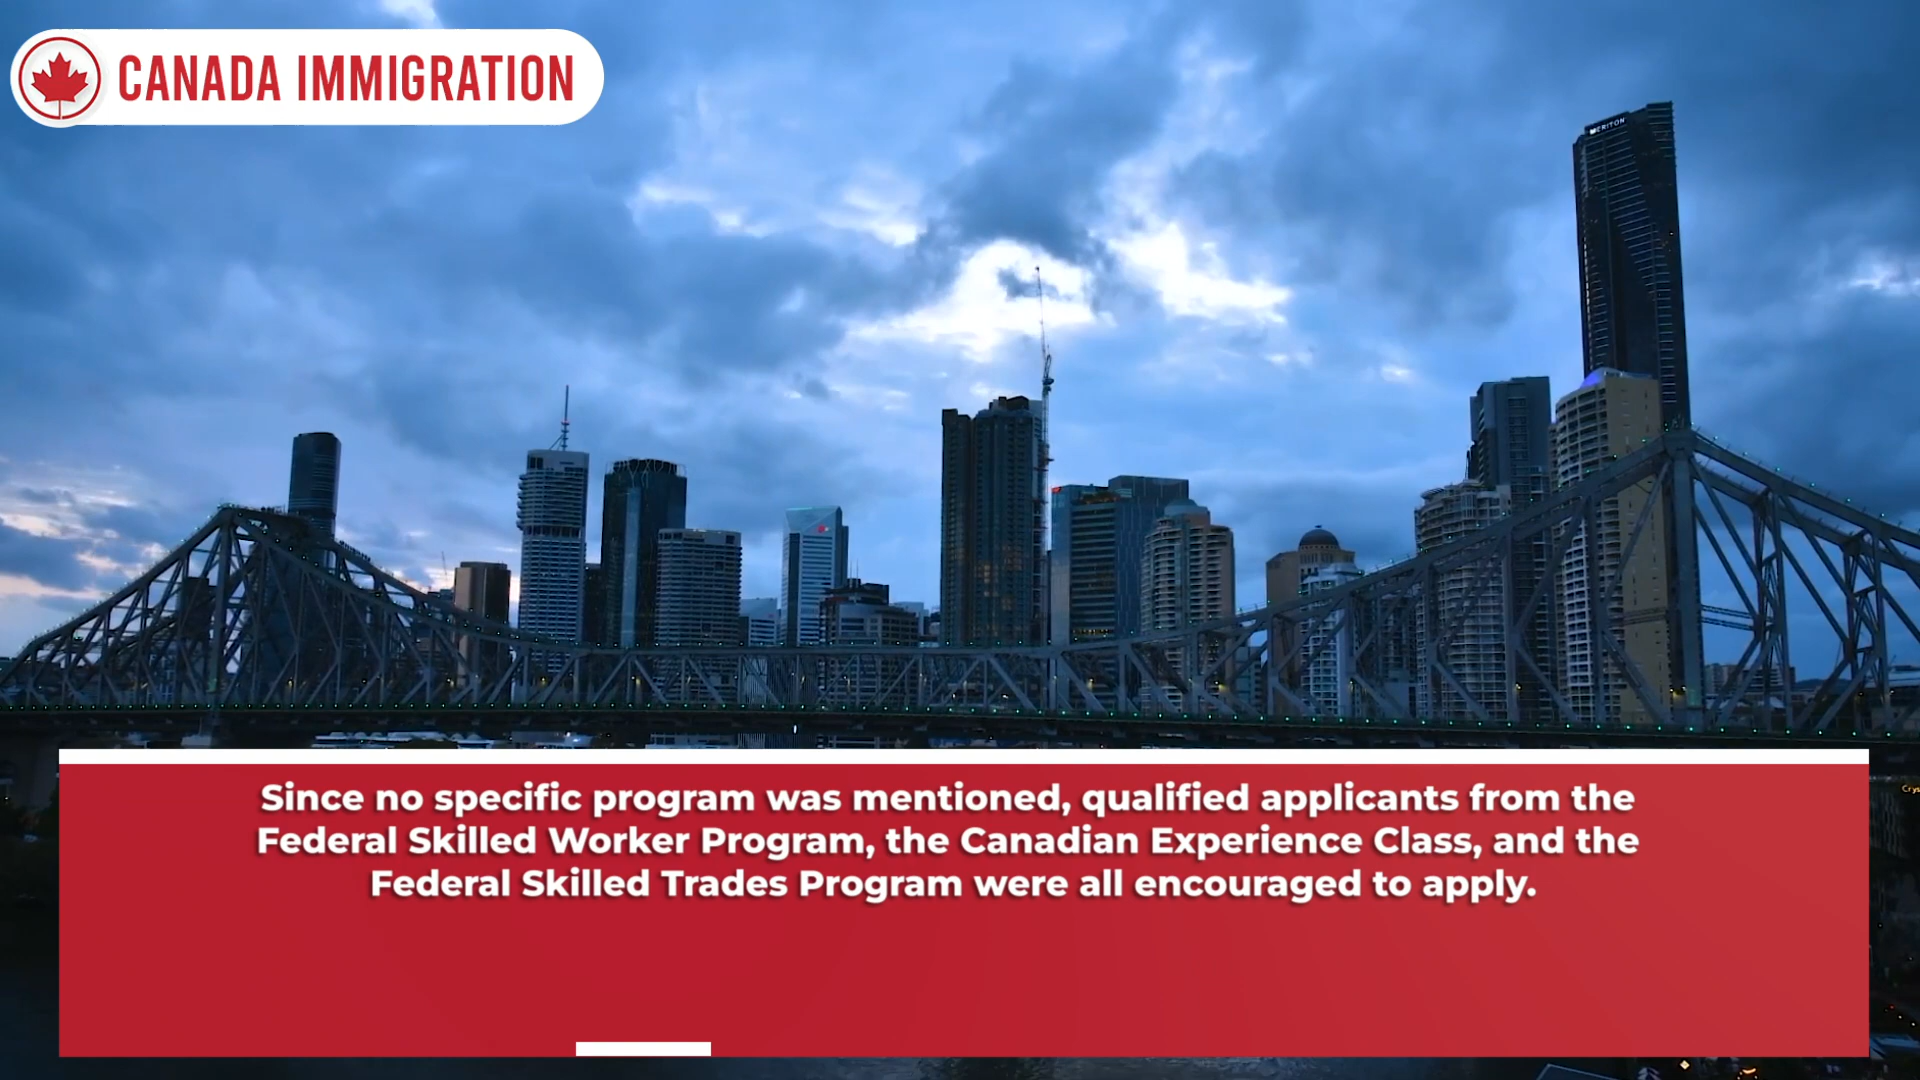 CANADA IMMIGRATION
MERITON
Since no specific program was mentioned, qualified applicants from the
Federal Skilled Worker Program, the Canadian Experience Class, and the
Federal Skilled Trades Program were all encouraged to apply.